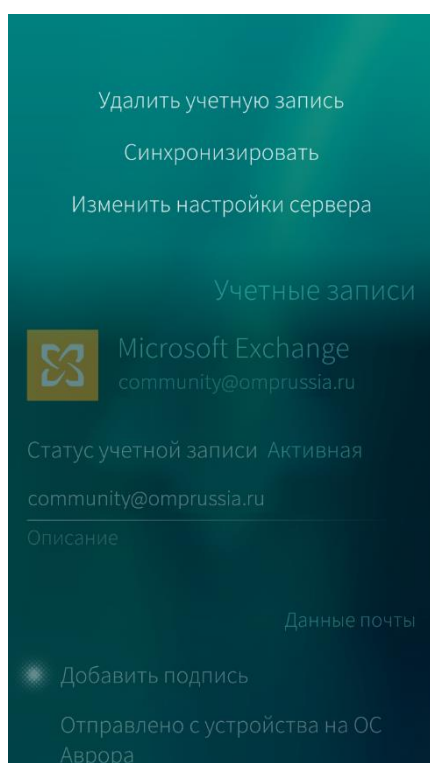 Удалить учетную запись
Синхронизировать
Изменить настройки сервера
Учетные записи
Microsoft Exchange
community@omprussia.ru
Статус учетной записи Активная
community@omprussia.ru
Описание
Данные почты
Добавить подпись
Отправлено с устройства на ОС
Аврора